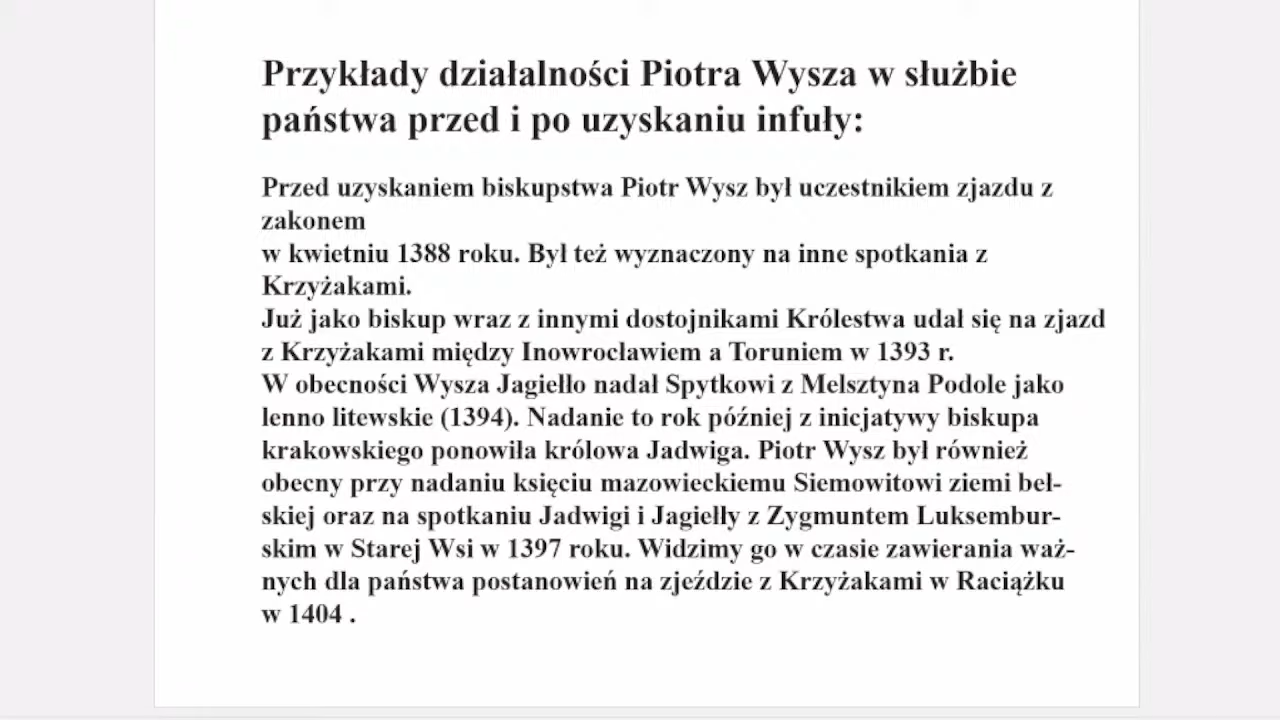 Przykłady działalności Piotra Wysza w służbie
państwa przed i po uzyskaniu infuły:
Przed uzyskaniem biskupstwa Piotr Wysz był uczestnikiem zjazdu z
zakonem
w kwietniu 1388 roku. Był też wyznaczony na inne spotkania z
Krzyżakami.
Już jako biskup wraz z innymi dostojnikami Królestwa udał się na zjazd
z Krzyżakami między Inowroclawiem a Toruniem w 1393 r.
W obecności Wysza Jagiełło nadał Spytkowi z Melsztyna Podole jako
lenno litewskie (1394). Nadanie to rok później z inicjatywy biskupa
krakowskiego ponowiła królowa Jadwiga. Piotr Wysz był również
obecny przy nadaniu księciu mazowieckiemu Siemowitowi ziemi beł-
skiej oraz na spotkaniu Jadwigi i Jagiełły z Zygmuntem Luksembur-
skim w Starej Wsi w 1397 roku. Widzimy go w czasie zawierania waż-
nych dla państwa postanowień na zjeździe z Krzyżakami w Raciążku
w 1404 .